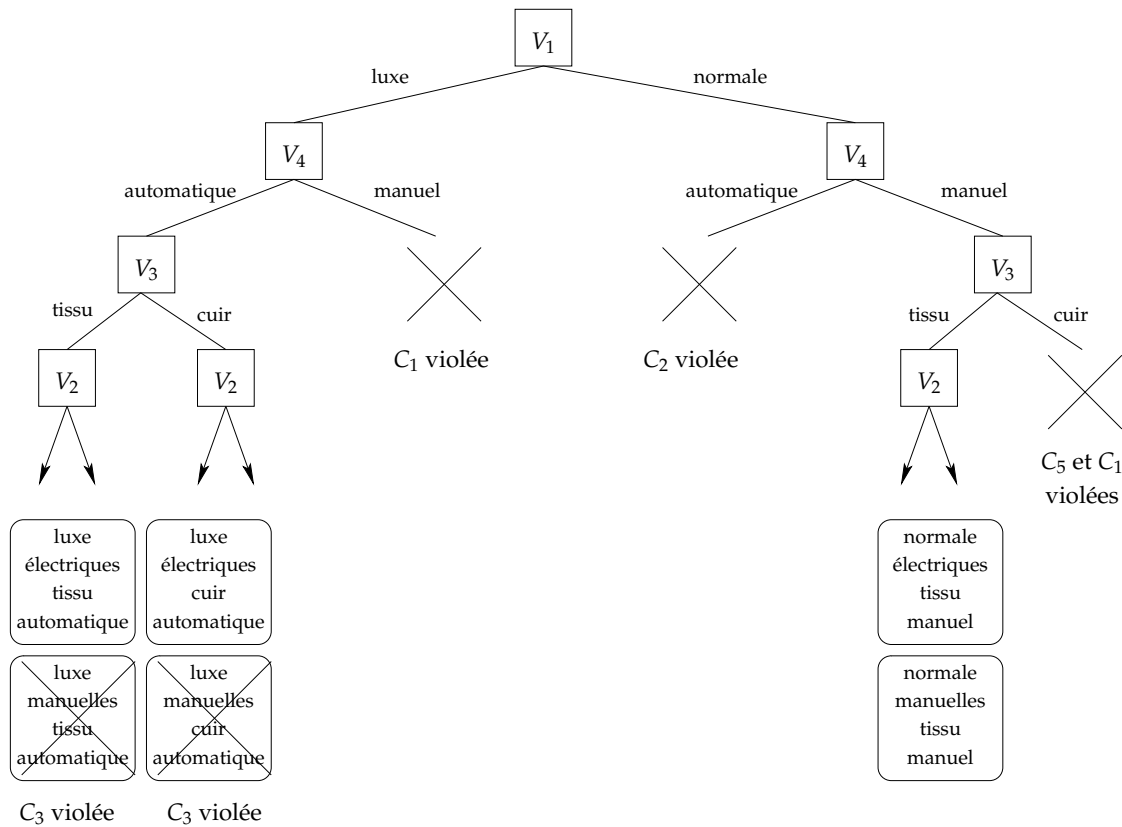 V1
luxe
normale
V4
V4
automatique
manuel
automatique
manuel
V3
V3
tissu
cuir
tissu
cuir
C1 violée
C2 violée
V2
V2
V2
C5 et C1
violées
luxe
électriques
tissu
automatique
luxe
électriques
cuir
automatique
normale
électriques
tissu
manuel
luxe
manuelles
tissu
automatique
luxe
manuelles
cuir
automatique
normale
manuelles
tissu
manuel
C3 violée
C3 violée